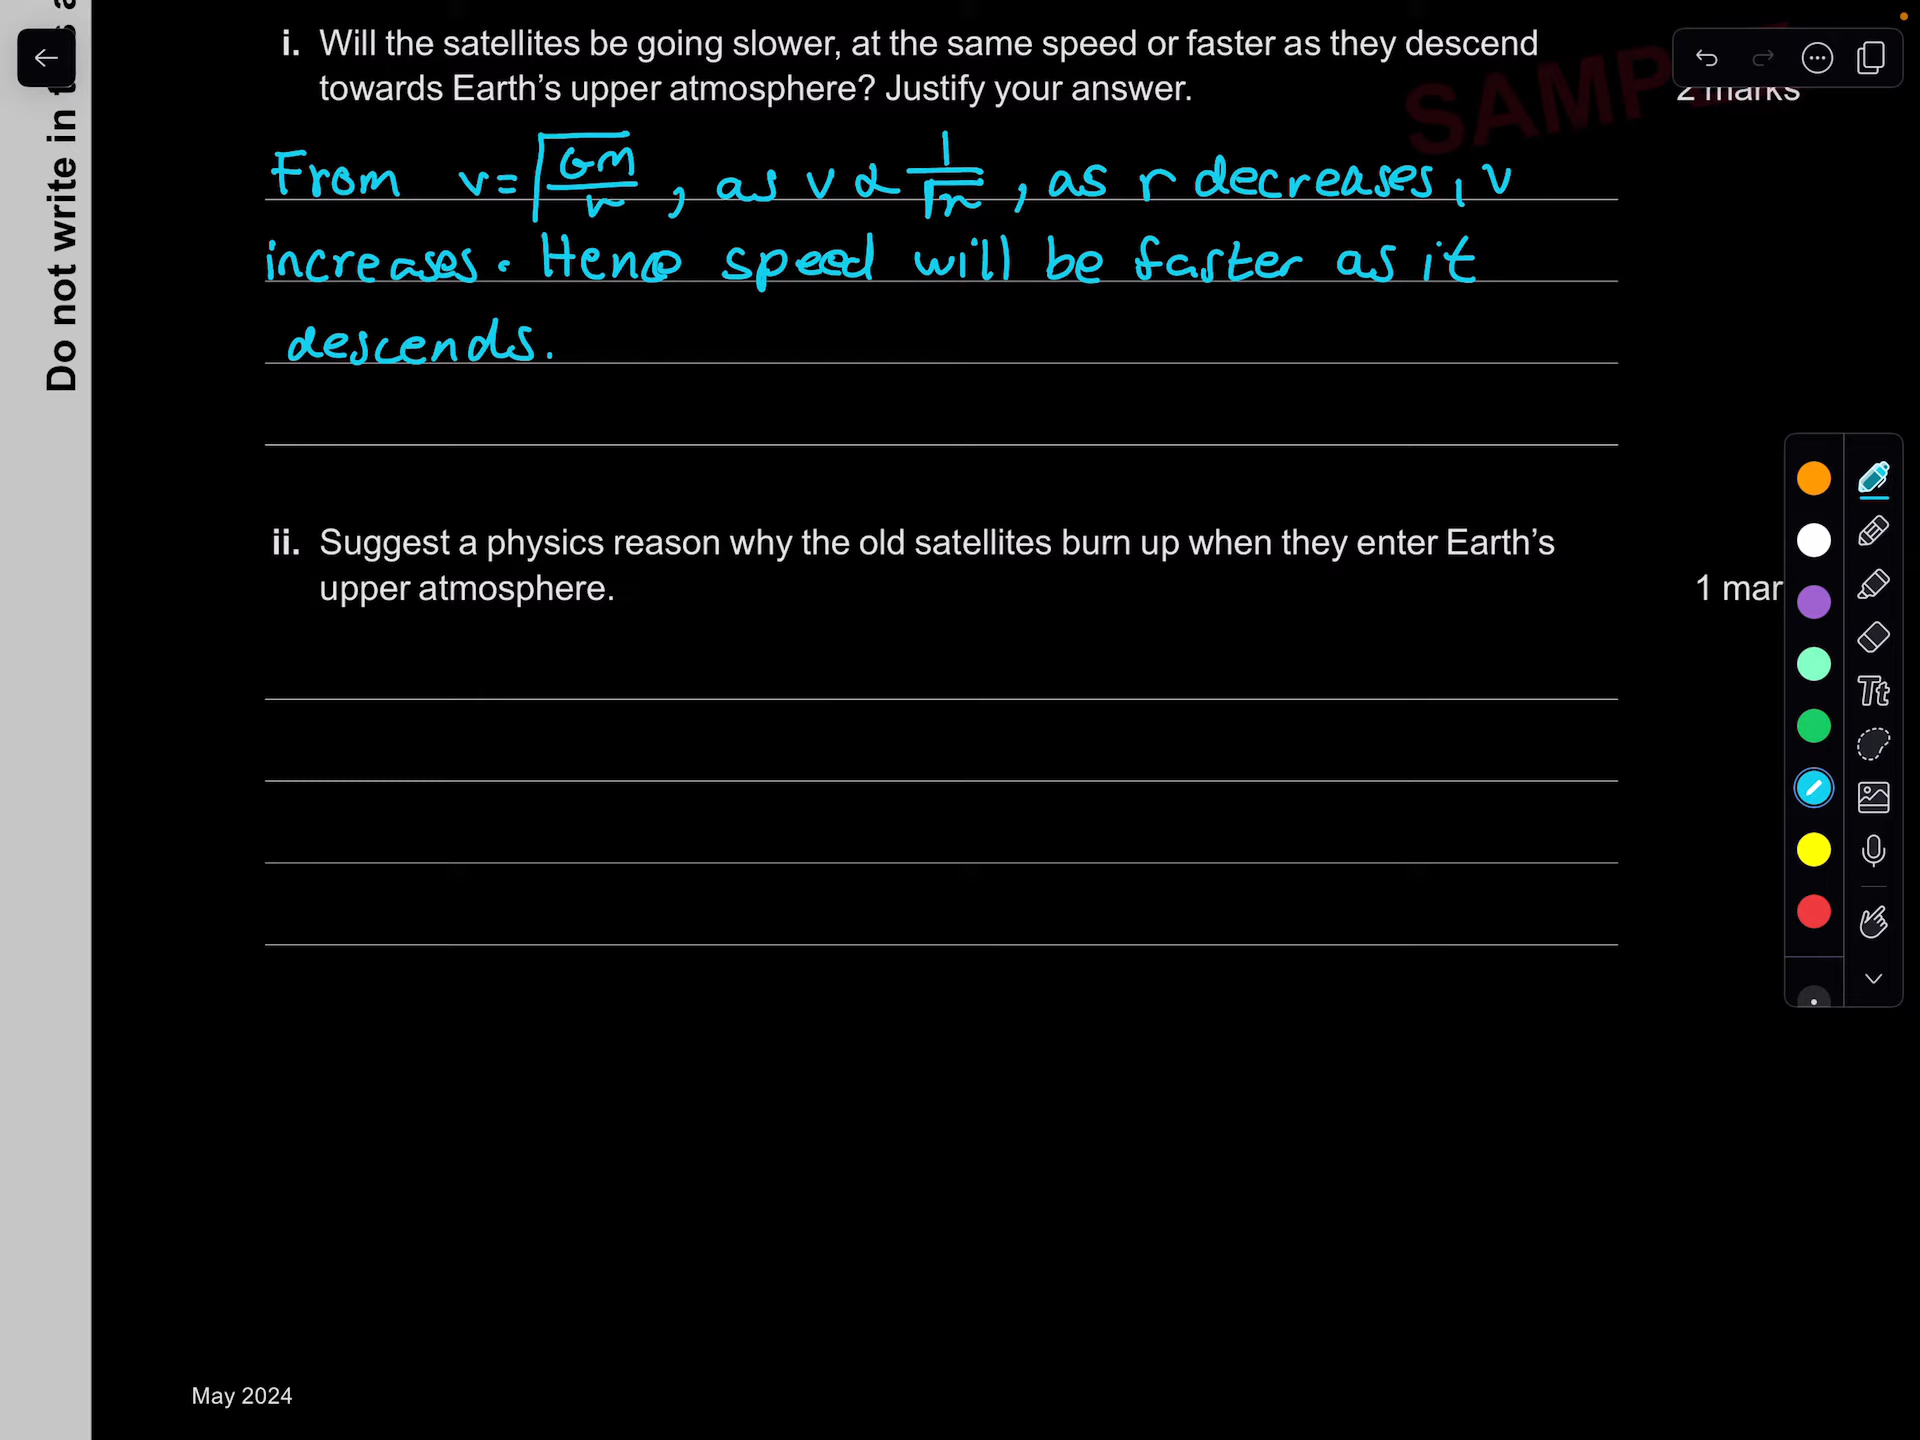 Do not write in
i. Will the satellites be going slower, at the same speed or faster as they descend
towards Earth's upper atmosphere? Justify your answer.
2 marks
SAMP
From v = √(GM/r), as v ∝ 1/√r, as r decreases, v
increases. Hence speed will be faster as it
descends.
ii. Suggest a physics reason why the old satellites burn up when they enter Earth's
upper atmosphere.
1 mar
Tt
May 2024